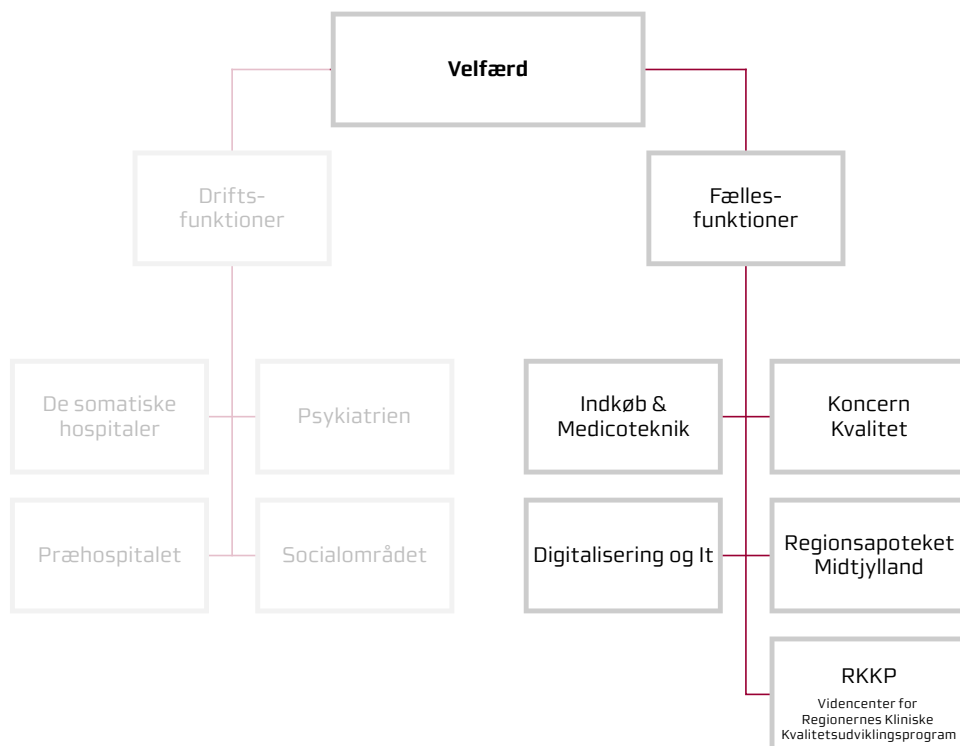 Velfærd
Drifts-
funktioner
Fælles-
funktioner
De somatiske
hospitaler
Psykiatrien
Indkøb &
Medicoteknik
Koncern
Kvalitet
Præhospitalet
Socialområdet
Digitalisering og It
Regionsapoteket
Midtjylland
RKKP
Videncenter for
Regionernes Kliniske
Kvalitetsudviklingsprogram